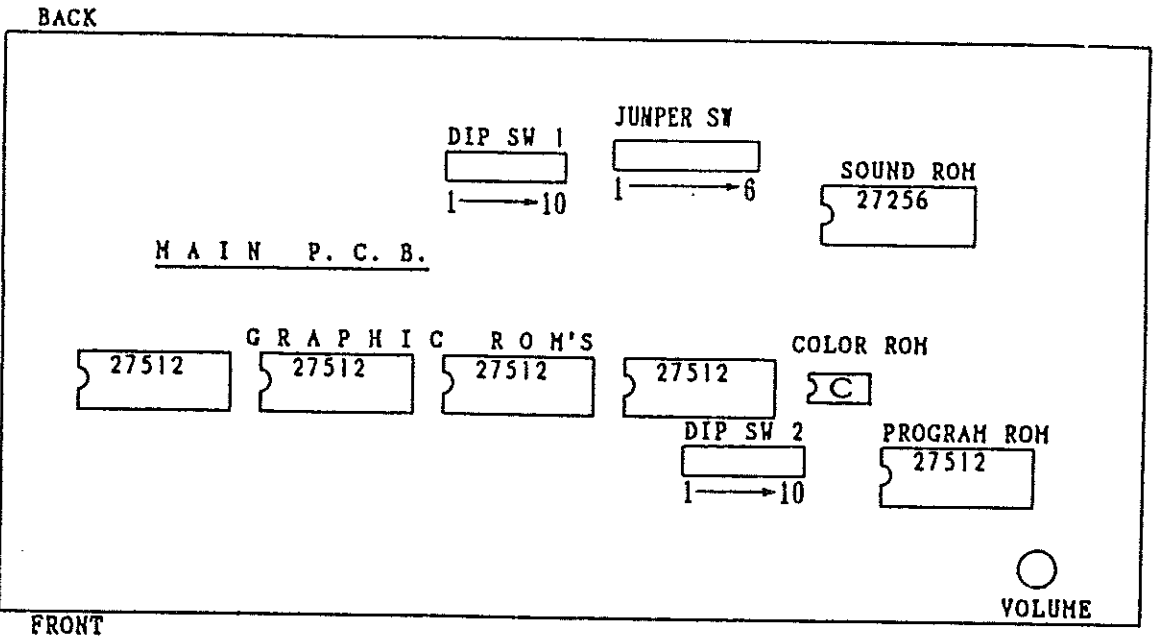 BACK
DIP SW 1
JUMPER SW
1 → 10
1 → 6
SOUND ROM
27256
MAIN P.C.B.
GRAPHIC ROM'S
27512 27512 27512 27512
COLOR ROM
C
DIP SW 2
1 → 10
PROGRAM ROM
27512
VOLUME
FRONT